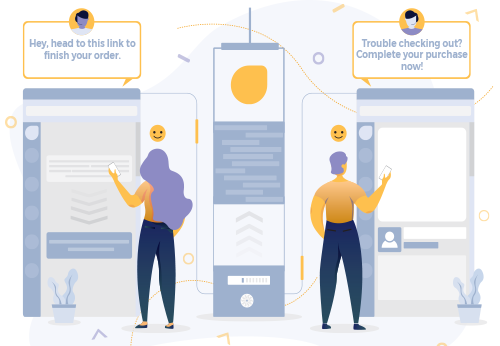 Hey, head to this link to
finish your order.
Trouble checking out?
Complete your purchase
now!